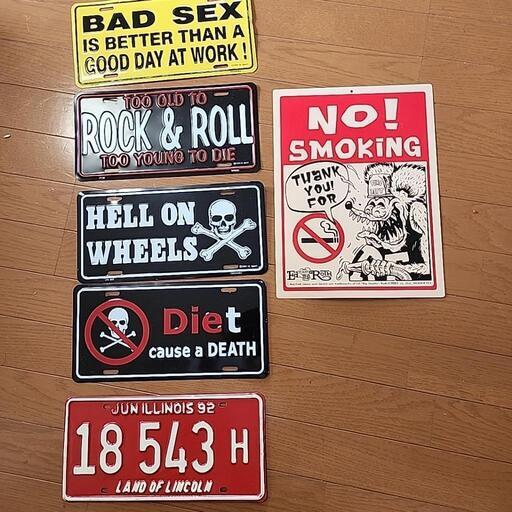 BAD SEX
IS BETTER THAN A
GOOD DAY AT WORK!
TOO OLD TO
ROCK & ROLL
TOO YOUNG TO DIE
HELL ON
WHEELS
Diet
cause a DEATH
JUN ILLINOIS 92
18 543 H
LAND OF LINCOLN
NO!
SMOKING
THANK
YOU!
FOR